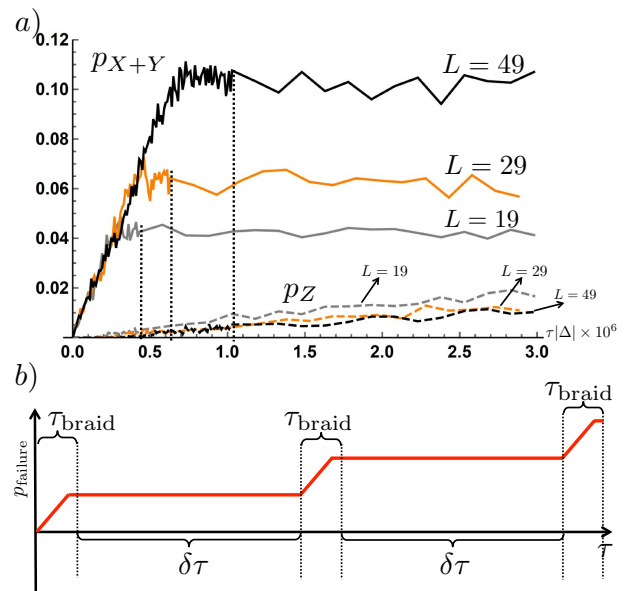 a)
0.12
0.10
0.08
0.06
0.04
0.02
p_{X+Y}
L = 49
L = 29
L = 19
p_Z
L = 19
L = 29
L = 49
0.0 0.5 1.0 1.5 2.0 2.5 3.0
τ|Δ| × 10⁶
b)
τ_braid
τ_braid
τ_braid
p_failure
τ
δτ
δτ